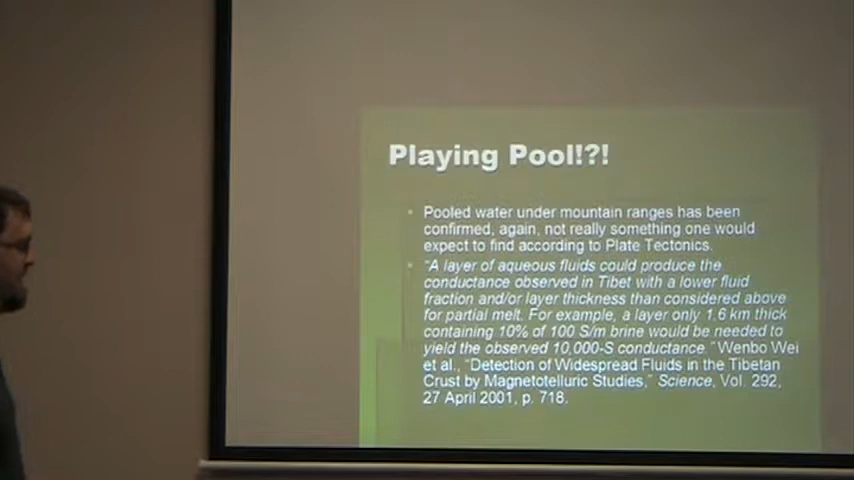 Playing Pool!?!
• Pooled water under mountain ranges has been
confirmed, again, not really something one would
expect to find according to Plate Tectonics.
• "A layer of aqueous fluids could produce the
conductance observed in Tibet with a lower fluid
fraction and/or layer thickness than considered above
for partial melt. For example, a layer only 1.6 km thick
containing 10% of 100 S/m brine would be needed to
yield the observed 10,000-S conductance." Wenbo Wei
et al., "Detection of Widespread Fluids in the Tibetan
Crust by Magnetotelluric Studies," Science, Vol. 292,
27 April 2001, p. 718.